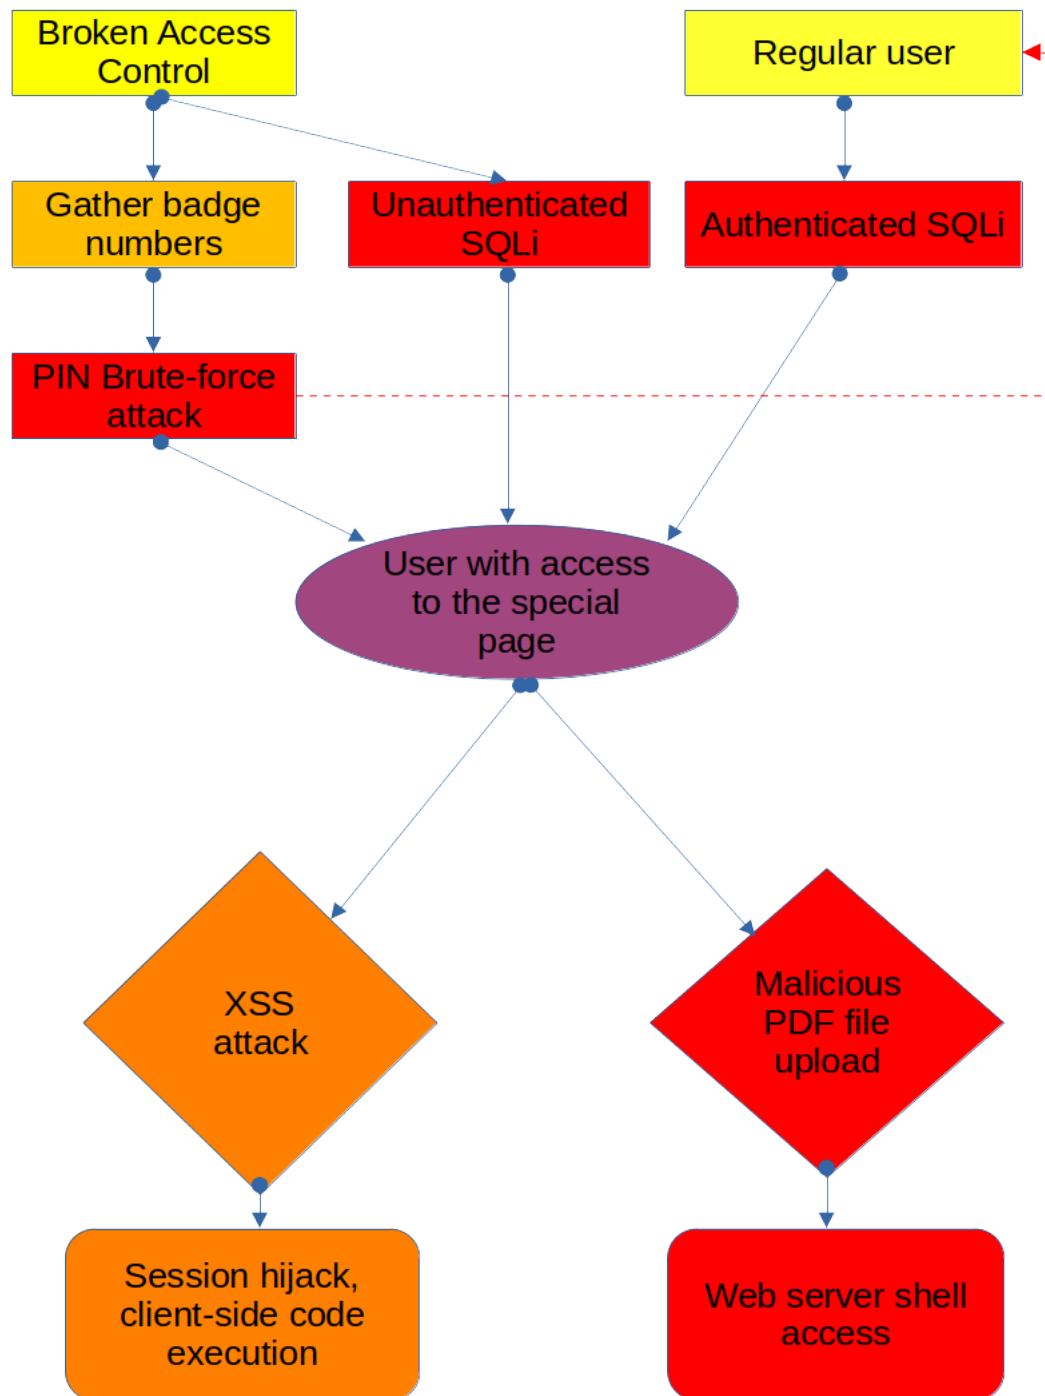 Broken Access
Control
Regular user
Gather badge
numbers
Unauthenticated
SQLi
Authenticated SQLi
PIN Brute-force
attack
User with access
to the special
page
XSS
attack
Malicious
PDF file
upload
Session hijack,
client-side code
execution
Web server shell
access